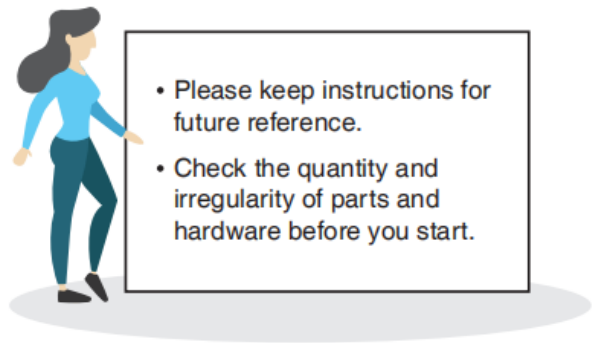 • Please keep instructions for
future reference.
• Check the quantity and
irregularity of parts and
hardware before you start.